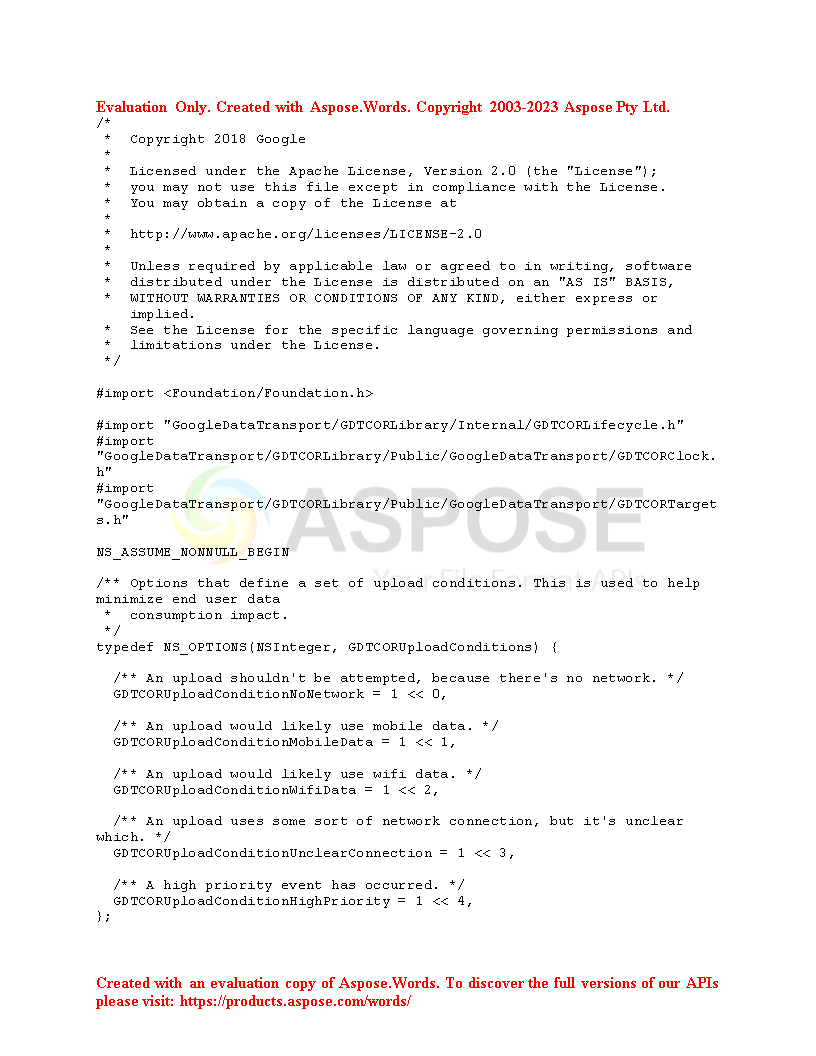 Evaluation Only. Created with Aspose.Words. Copyright 2003-2023 Aspose Pty Ltd.
/*
 *  Copyright 2018 Google
 *
 *  Licensed under the Apache License, Version 2.0 (the "License");
 *  you may not use this file except in compliance with the License.
 *  You may obtain a copy of the License at
 *
 *  http://www.apache.org/licenses/LICENSE-2.0
 *
 *  Unless required by applicable law or agreed to in writing, software
 *  distributed under the License is distributed on an "AS IS" BASIS,
 *  WITHOUT WARRANTIES OR CONDITIONS OF ANY KIND, either express or
    implied.
 *  See the License for the specific language governing permissions and
 *  limitations under the License.
 */

#import <Foundation/Foundation.h>

#import "GoogleDataTransport/GDTCORLibrary/Internal/GDTCORLifecycle.h"
#import
"GoogleDataTransport/GDTCORLibrary/Public/GoogleDataTransport/GDTCORClock.
h"
#import
"GoogleDataTransport/GDTCORLibrary/Public/GoogleDataTransport/GDTCORTarget
s.h"
ASPOSE
Your File Format APIs

NS_ASSUME_NONNULL_BEGIN

/** Options that define a set of upload conditions. This is used to help
minimize end user data
 *  consumption impact.
 */
typedef NS_OPTIONS(NSInteger, GDTCORUploadConditions) {

  /** An upload shouldn't be attempted, because there's no network. */
  GDTCORUploadConditionNoNetwork = 1 << 0,

  /** An upload would likely use mobile data. */
  GDTCORUploadConditionMobileData = 1 << 1,

  /** An upload would likely use wifi data. */
  GDTCORUploadConditionWifiData = 1 << 2,

  /** An upload uses some sort of network connection, but it's unclear
which. */
  GDTCORUploadConditionUnclearConnection = 1 << 3,

  /** A high priority event has occurred. */
  GDTCORUploadConditionHighPriority = 1 << 4,
};

Created with an evaluation copy of Aspose.Words. To discover the full versions of our APIs
please visit: https://products.aspose.com/words/